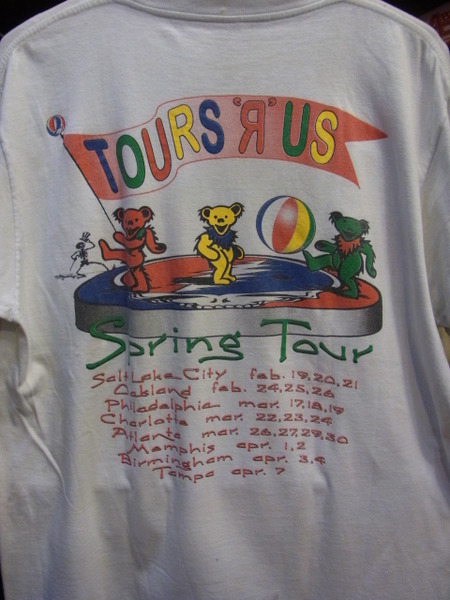 TOURS "R" US
Spring Tour
Salt Lake City feb. 19,20,21
Oakland feb. 24,25,26
Philadelphia mar. 17,18,19
Charlotte mar. 22,23,24
Atlanta mar. 26,27,29,30
Memphis apr. 1,2
Birmingham apr. 3,4
Tampa apr. 7